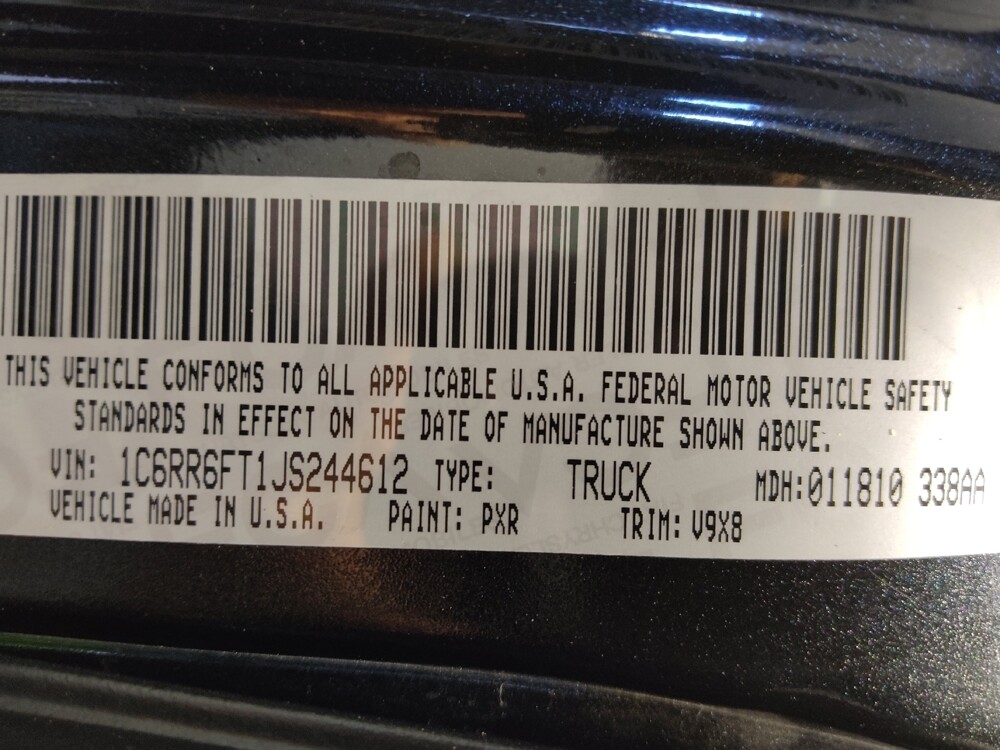 THIS VEHICLE CONFORMS TO ALL APPLICABLE U.S.A. FEDERAL MOTOR VEHICLE SAFETY
STANDARDS IN EFFECT ON THE DATE OF MANUFACTURE SHOWN ABOVE.
VIN: 1C6RR6FT1JS244612 TYPE: TRUCK MDH:011810 338AA
VEHICLE MADE IN U.S.A. PAINT: PXR TRIM: V9X8